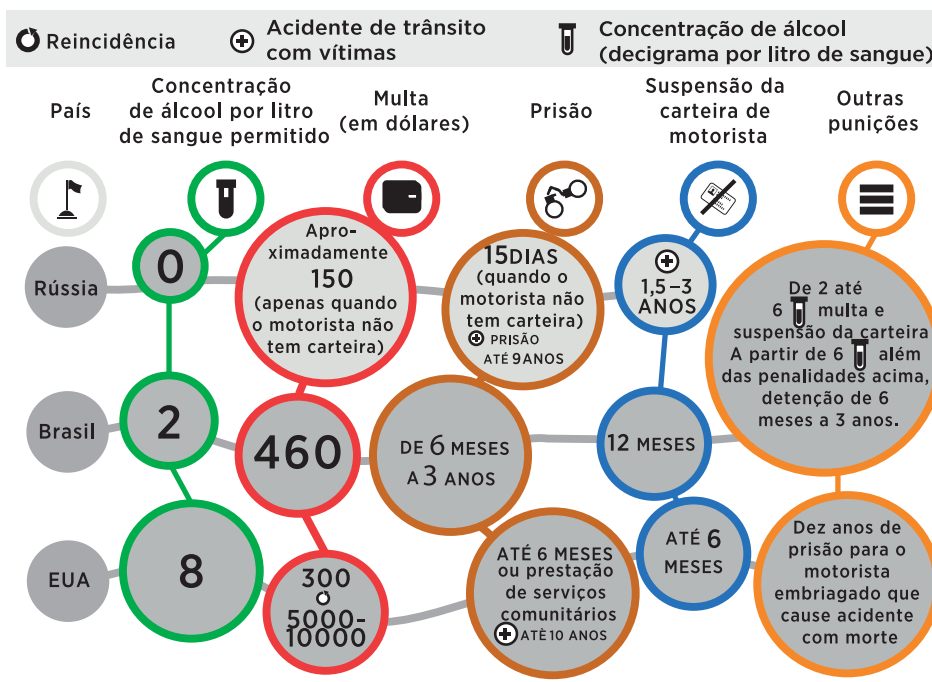 Reincidência
Acidente de trânsito
com vítimas
Concentração de álcool
(decigrama por litro de sangue)
País
Concentração
de álcool por litro
de sangue permitido
Multa
(em dólares)
Prisão
Suspensão da
carteira de
motorista
Outras
punições
Rússia
0
Apro-
ximadamente
150
(apenas quando
o motorista não
tem carteira)
15DIAS
(quando o
motorista não
tem carteira)
PRISÃO
ATÉ 9 ANOS
1,5–3
ANOS
De 2 até
6 multa e
suspensão da carteira
A partir de 6 além
das penalidades acima,
detenção de 6
meses a 3 anos.
Brasil
2
460
DE 6 MESES
A 3 ANOS
12 MESES
EUA
8
300
5000-
10000
ATÉ 6 MESES
ou prestação
de serviços
comunitários
ATÈ 10 ANOS
ATÉ 6
MESES
Dez anos de
prisão para o
motorista
embriagado que
cause acidente
com morte